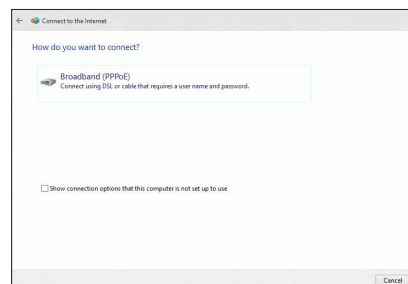 Connect to the Internet
How do you want to connect?
Broadband (PPPoE)
Connect using DSL or cable that requires a user name and password.
Show connection options that this computer is not set up to use
Cancel